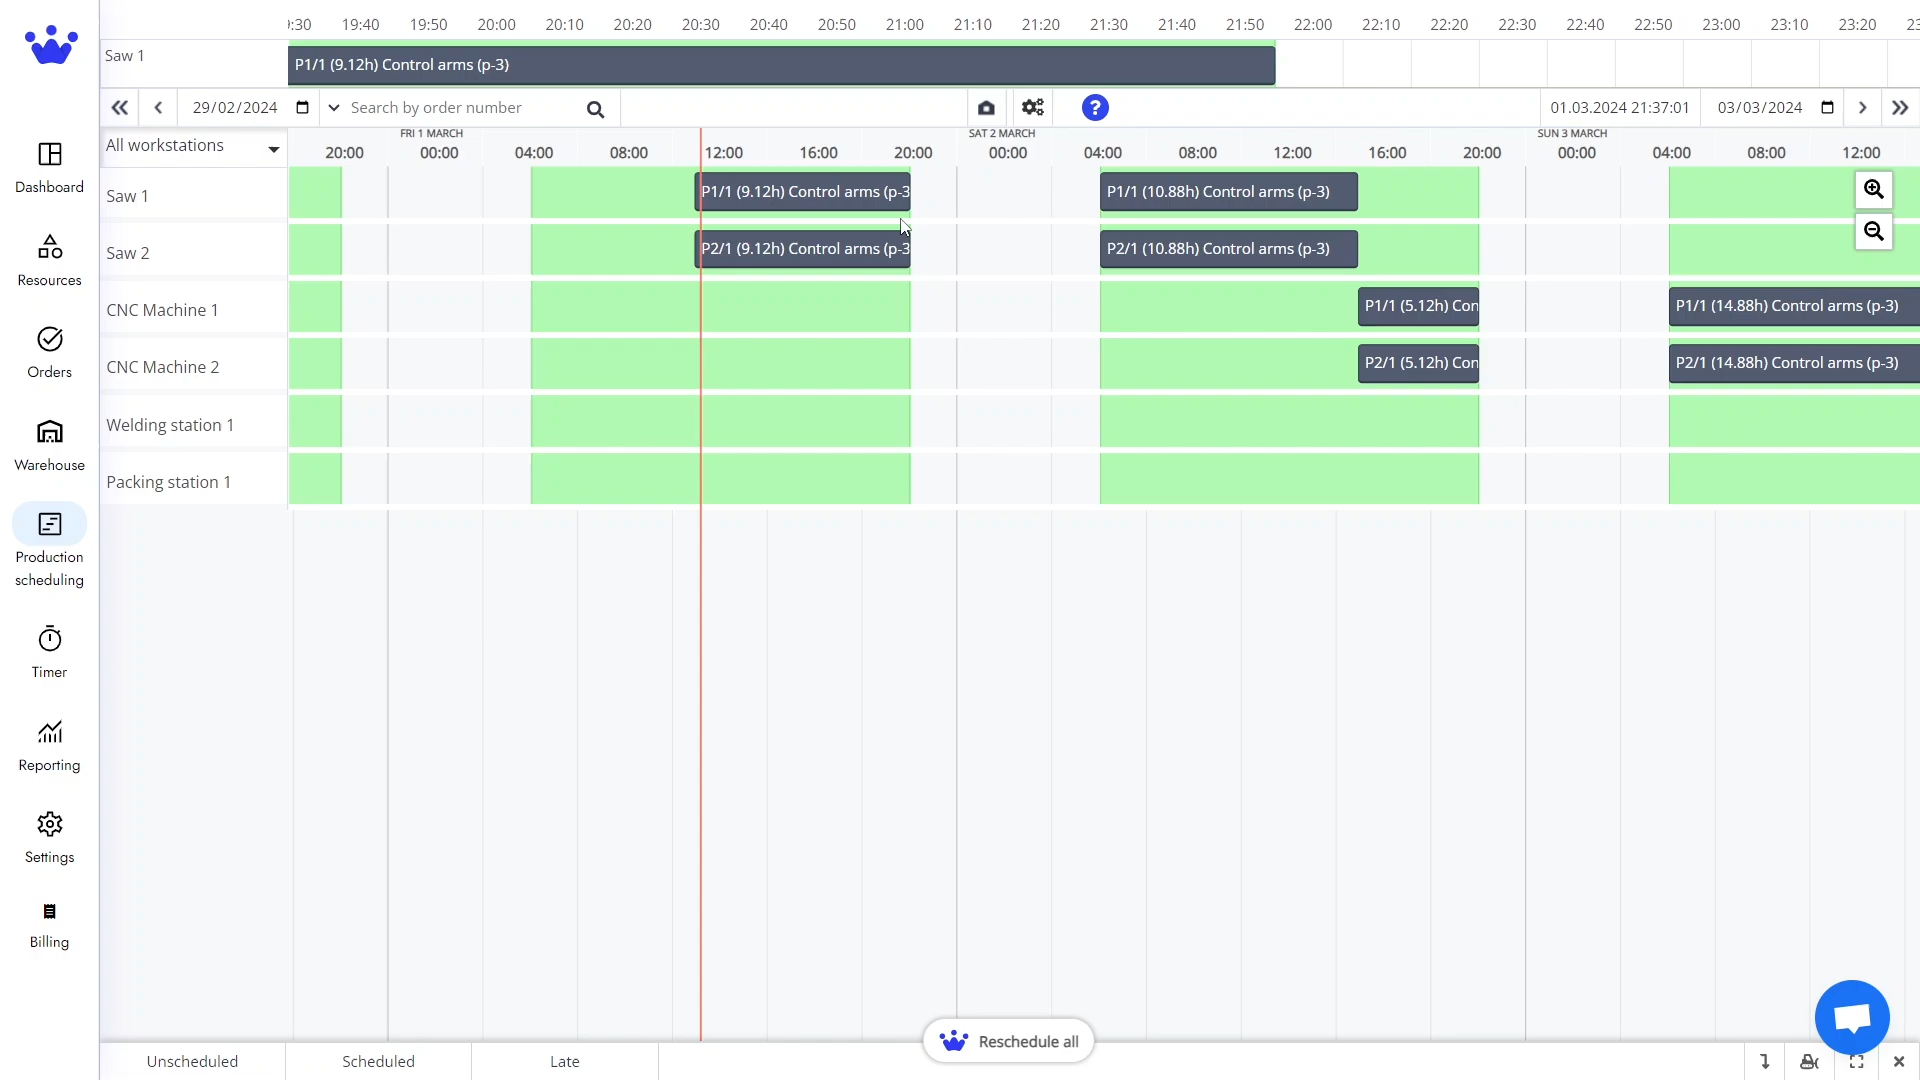 19:40 19:50 20:00 20:10 20:20 20:30 20:40 20:50 21:00 21:10 21:20 21:30 21:40 21:50 22:00 22:10 22:20 22:30 22:40 22:50 23:00 23:10 23:20
Saw 1
P1/1 (9.12h) Control arms (p-3)
29/02/2024 Search by order number ? 01.03.2024 21:37:01 03/03/2024
All workstations
FRI 1 MARCH SAT 2 MARCH SUN 3 MARCH
20:00 00:00 04:00 08:00 12:00 16:00 20:00 00:00 04:00 08:00 12:00 16:00 20:00 00:00 04:00 08:00 12:00
Saw 1 P1/1 (9.12h) Control arms (p-3 P1/1 (10.88h) Control arms (p-3)
Saw 2 P2/1 (9.12h) Control arms (p-3 P2/1 (10.88h) Control arms (p-3)
CNC Machine 1 P1/1 (5.12h) Con P1/1 (14.88h) Control arms (p-3)
CNC Machine 2 P2/1 (5.12h) Con P2/1 (14.88h) Control arms (p-3)
Welding station 1
Packing station 1
Dashboard
Resources
Orders
Warehouse
Production
scheduling
Timer
Reporting
Settings
Billing
Reschedule all
Unscheduled Scheduled Late